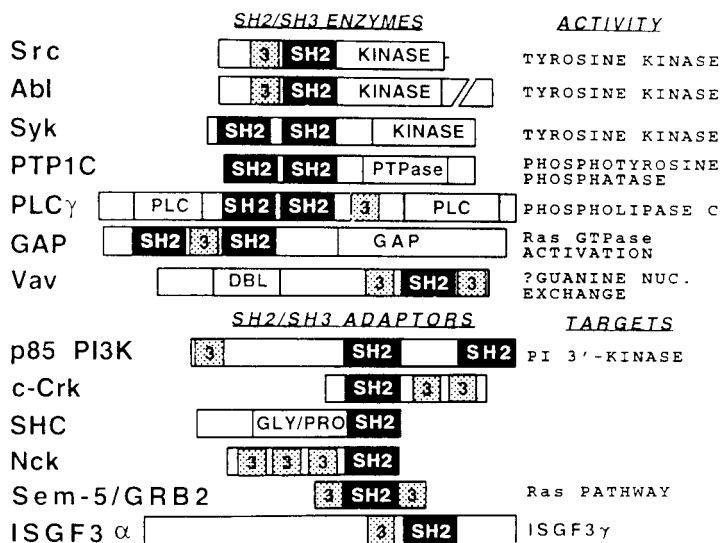 SH2/SH3 ENZYMES ACTIVITY
Src 3 SH2 KINASE TYROSINE KINASE
Abl 3 SH2 KINASE TYROSINE KINASE
Syk SH2 SH2 KINASE TYROSINE KINASE
PTP1C SH2 SH2 PTPase PHOSPHOTYROSINE
PHOSPHATASE
PLCγ PLC SH2 SH2 3 PLC PHOSPHOLIPASE C
GAP SH2 3 SH2 GAP Ras GTPase
ACTIVATION
Vav DBL 3 SH2 3 ?GUANINE NUC.
EXCHANGE
SH2/SH3 ADAPTORS TARGETS
p85 PI3K 3 SH2 SH2 PI 3′-KINASE
c-Crk SH2 3 3
SHC GLY/PRO SH2
Nck 3 3 3 SH2
Sem-5/GRB2 3 SH2 3 Ras PATHWAY
ISGF3 α 3 SH2 ISGF3γ